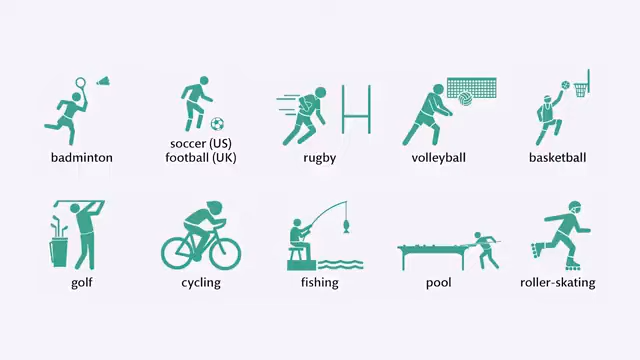 badminton
soccer (US)
football (UK)
rugby
volleyball
basketball
golf
cycling
fishing
pool
roller-skating